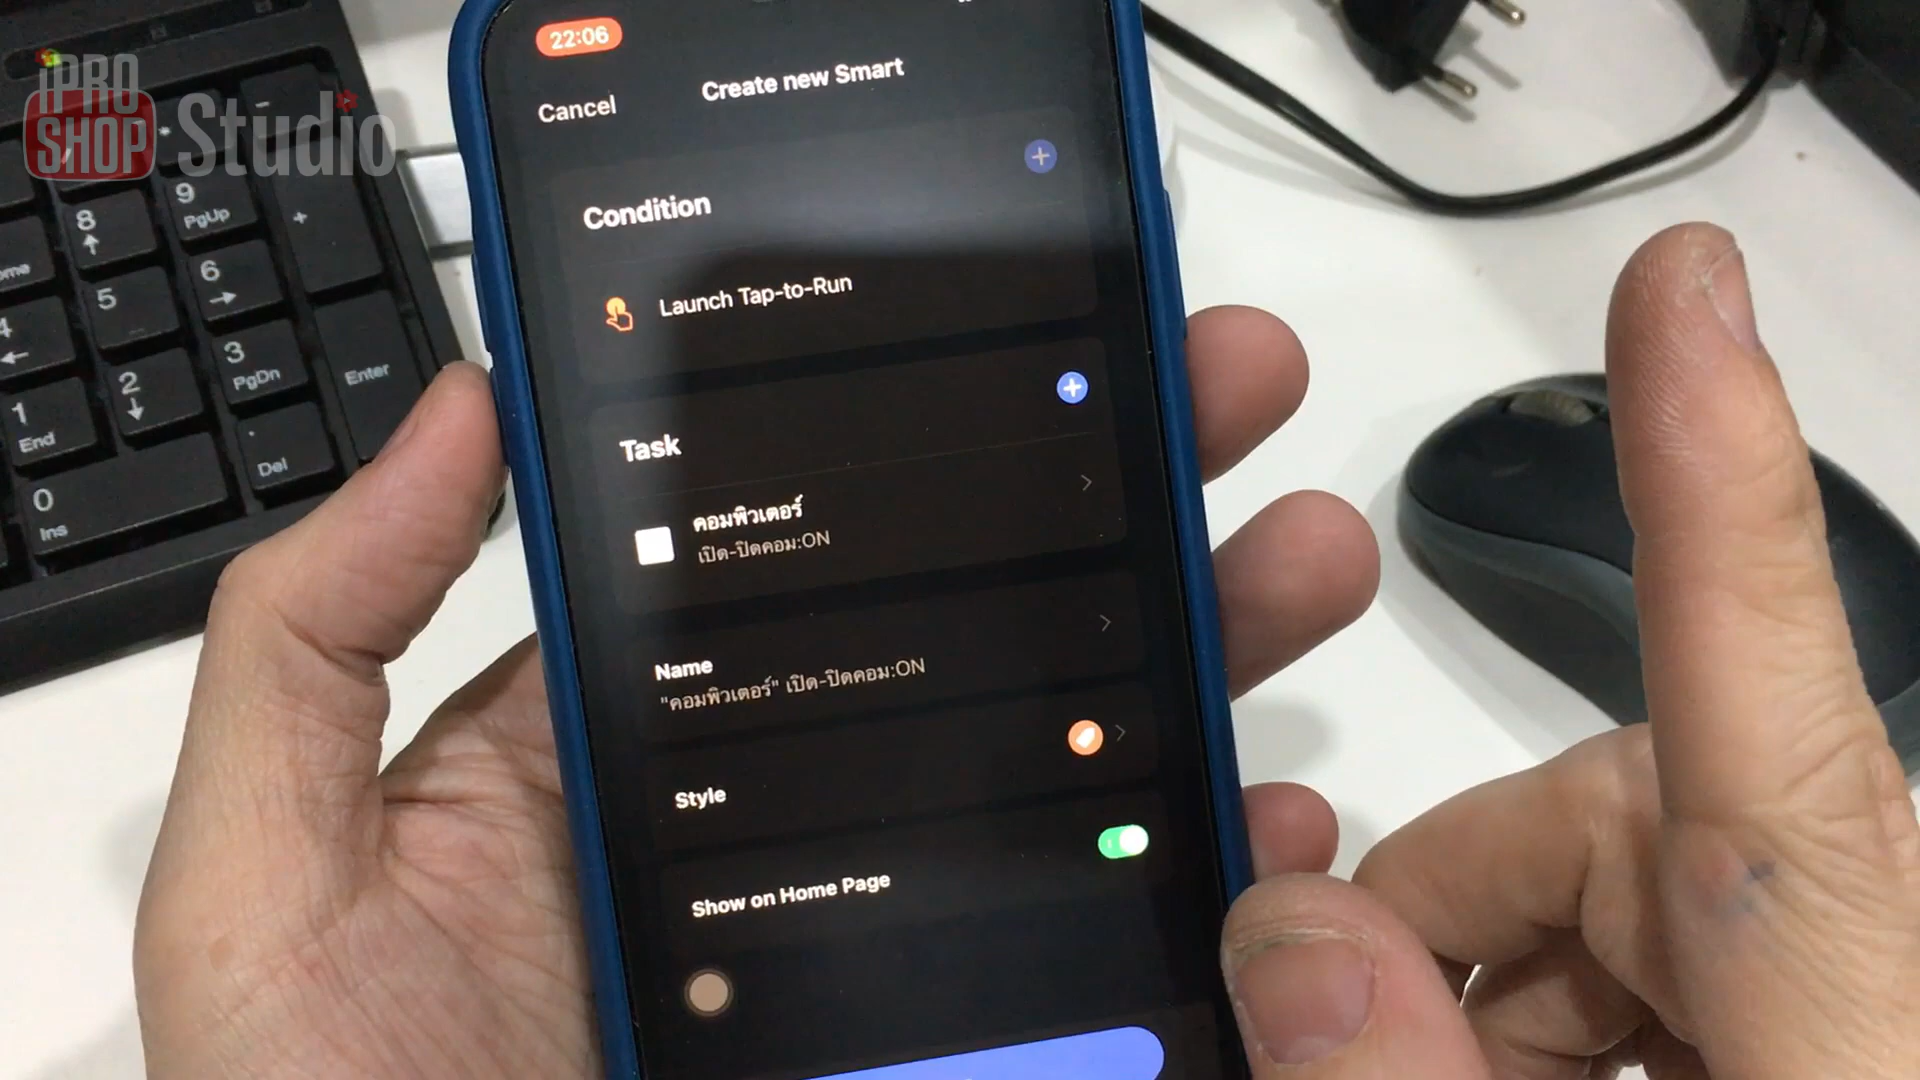 iPRO
SHOP Studio
22:06
Cancel
Create new Smart
Condition
Launch Tap-to-Run
Task
คอมพิวเตอร์
เปิด-ปิดคอม:ON
Name
"คอมพิวเตอร์" เปิด-ปิดคอม:ON
Style
Show on Home Page
8
9
PgUp
+
5
6
4
3
PgDn
Enter
2
1
End
.
Del
0
Ins